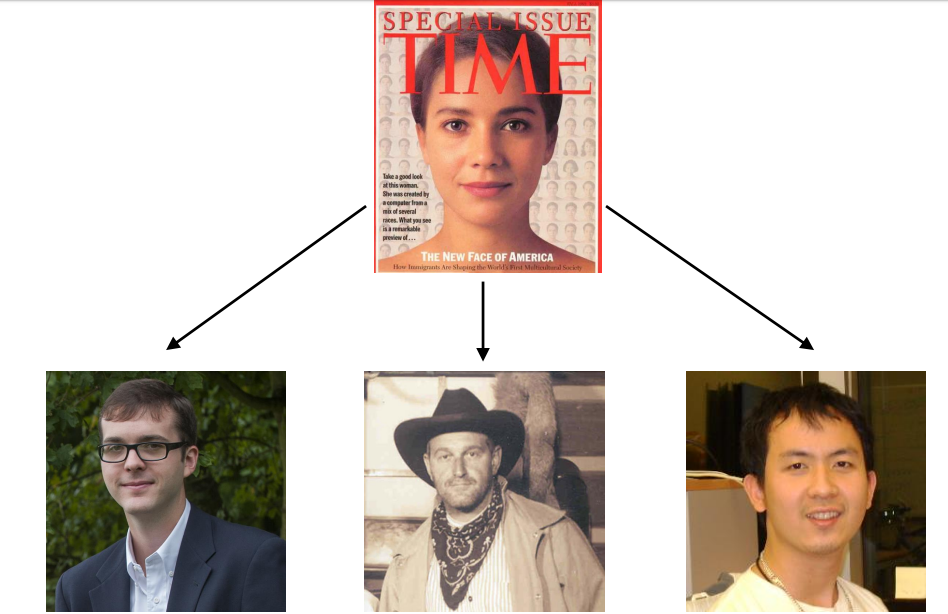 SPECIAL ISSUE
TIME
Take a good look
at this woman.
She was created by
a computer from a
mix of several
races. What you see
is a remarkable
preview of . . .
THE NEW FACE OF AMERICA
How Immigrants Are Shaping the World's First Multicultural Society